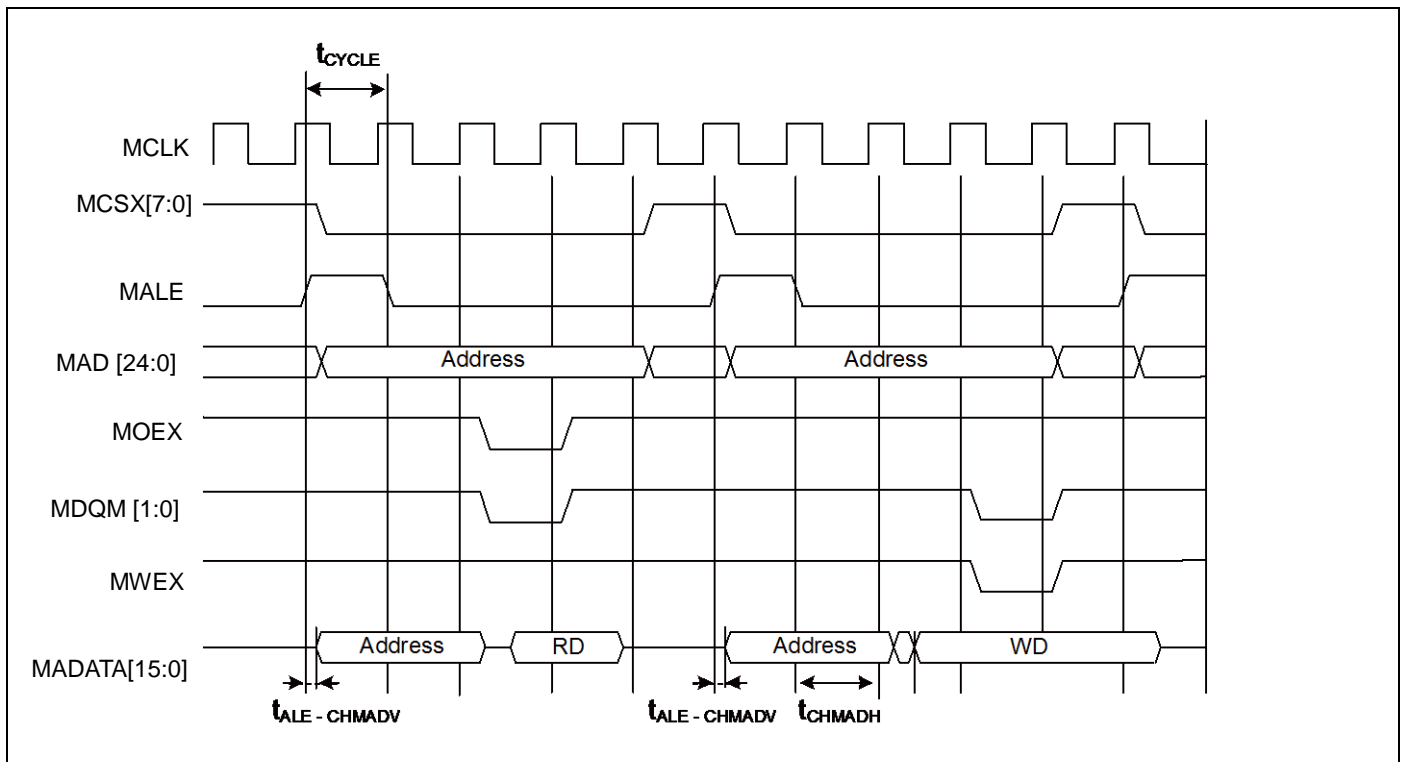 tCYCLE
MCLK
MCSX[7:0]
MALE
MAD [24:0]
Address
Address
MOEX
MDQM [1:0]
MWEX
MADATA[15:0]
Address
RD
Address
WD
tALE - CHMADV
tALE - CHMADV
tCHMADH